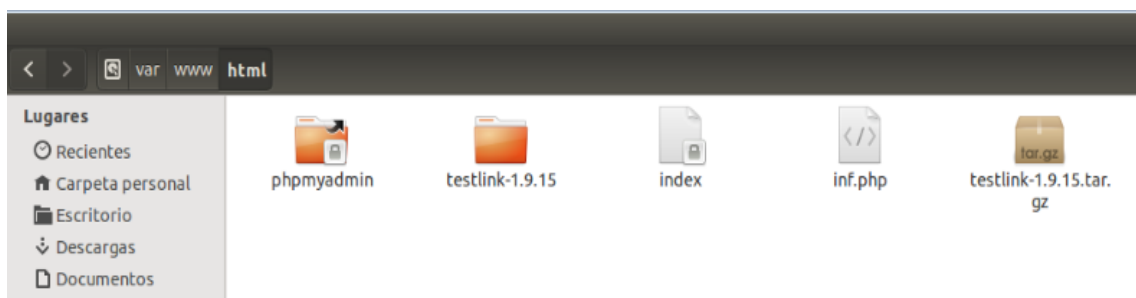 var www html
Lugares
Recientes
Carpeta personal
Escritorio
Descargas
Documentos
phpmyadmin
testlink-1.9.15
index
inf.php
tar.gz
testlink-1.9.15.tar.
gz